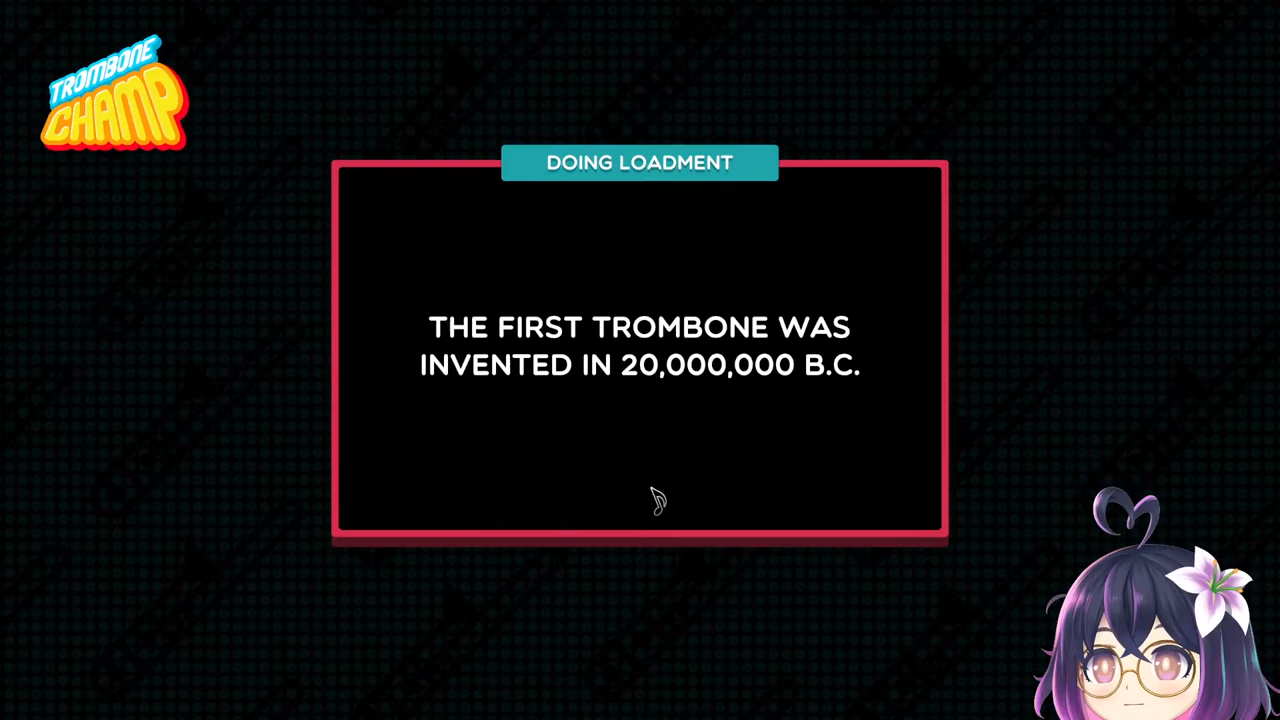 TROMBONE
CHAMP
DOING LOADMENT
THE FIRST TROMBONE WAS
INVENTED IN 20,000,000 B.C.